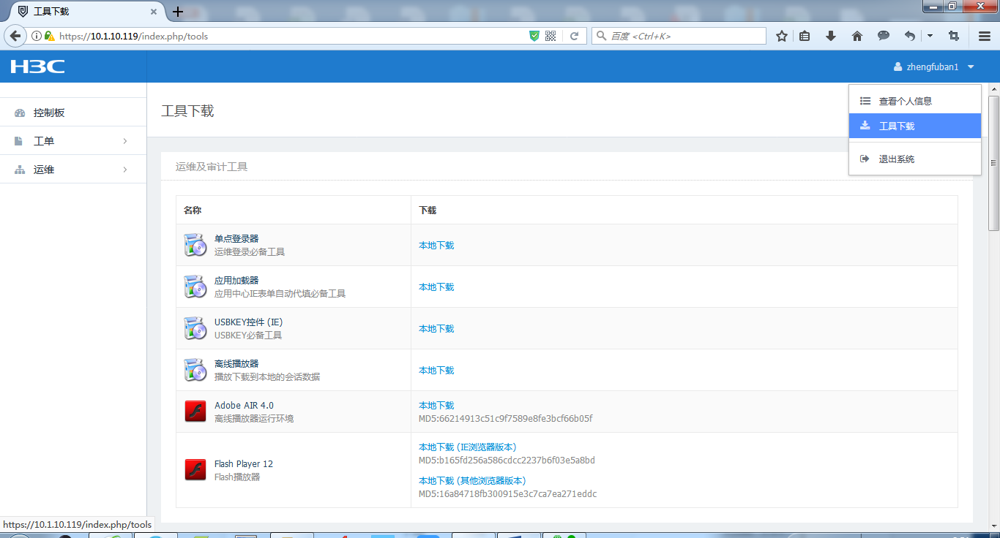 工具下载
https://10.1.10.119/index.php/tools
百度 <Ctrl+K>
H3C
zhengfuban1
查看个人信息
工具下载
退出系统
控制板
工单
运维
工具下载
运维及审计工具
名称
下载
单点登录器
运维登录必备工具
本地下载
应用加载器
应用中心IE表单自动代填必备工具
本地下载
USBKEY控件 (IE)
USBKEY必备工具
本地下载
离线播放器
播放下载到本地的会话数据
本地下载
Adobe AIR 4.0
离线播放器运行环境
本地下载
MD5:66214913c51c9f7589e8fe3bcf66b05f
Flash Player 12
Flash播放器
本地下载 (IE浏览器版本)
MD5:b165fd256a586cdcc2237b6f03e5a8bd
本地下载 (其他浏览器版本)
MD5:16a84718fb300915e3c7ca7ea271eddc
https://10.1.10.119/index.php/tools